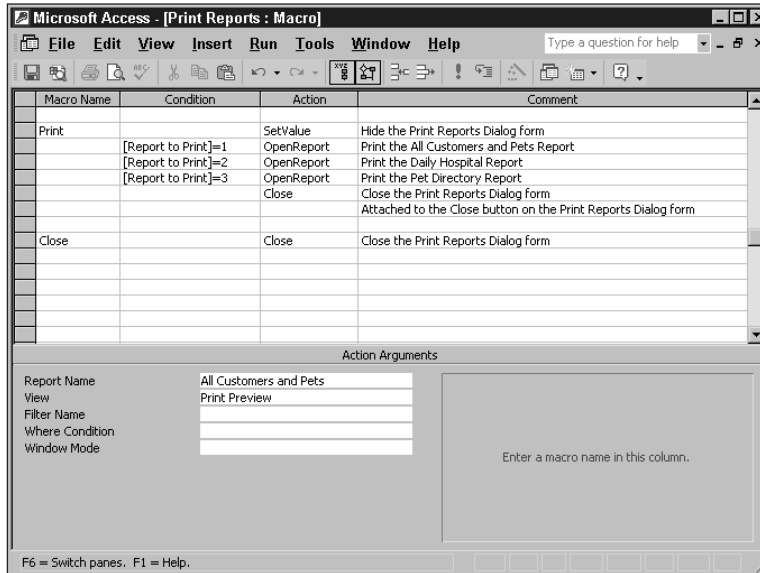 Microsoft Access - [Print Reports : Macro]
File Edit View Insert Run Tools Window Help Type a question for help
Macro Name Condition Action Comment
Print SetValue Hide the Print Reports Dialog form
[Report to Print]=1 OpenReport Print the All Customers and Pets Report
[Report to Print]=2 OpenReport Print the Daily Hospital Report
[Report to Print]=3 OpenReport Print the Pet Directory Report
Close Close the Print Reports Dialog form
Attached to the Close button on the Print Reports Dialog form
Close Close Close the Print Reports Dialog form
Action Arguments
Report Name All Customers and Pets
View Print Preview
Filter Name
Where Condition
Window Mode
Enter a macro name in this column.
F6 = Switch panes. F1 = Help.